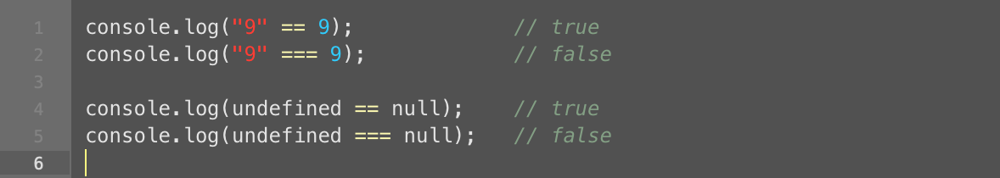 1 console.log("9" == 9); // true
2 console.log("9" === 9); // false
3
4 console.log(undefined == null); // true
5 console.log(undefined === null); // false
6